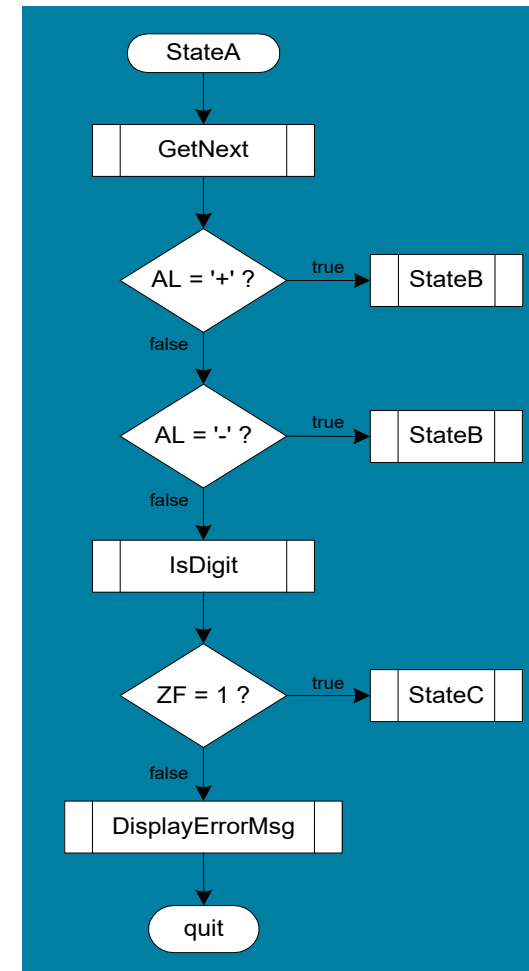 StateA
GetNext
AL = '+' ?
true
StateB
false
AL = '-' ?
true
StateB
false
IsDigit
ZF = 1 ?
true
StateC
false
DisplayErrorMsg
quit